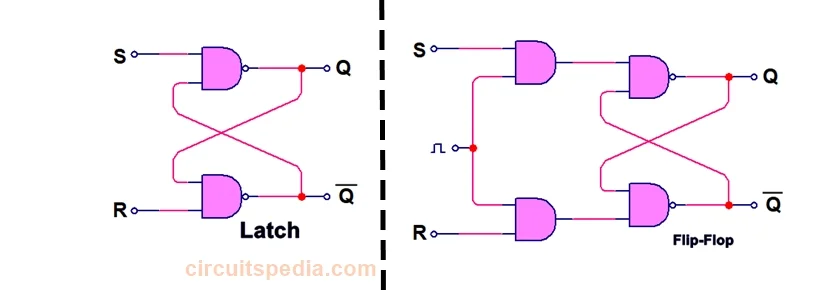 S
Q
R
Q̅
Latch
circuitspedia.com
S
Q
R
Q̅
Flip-Flop